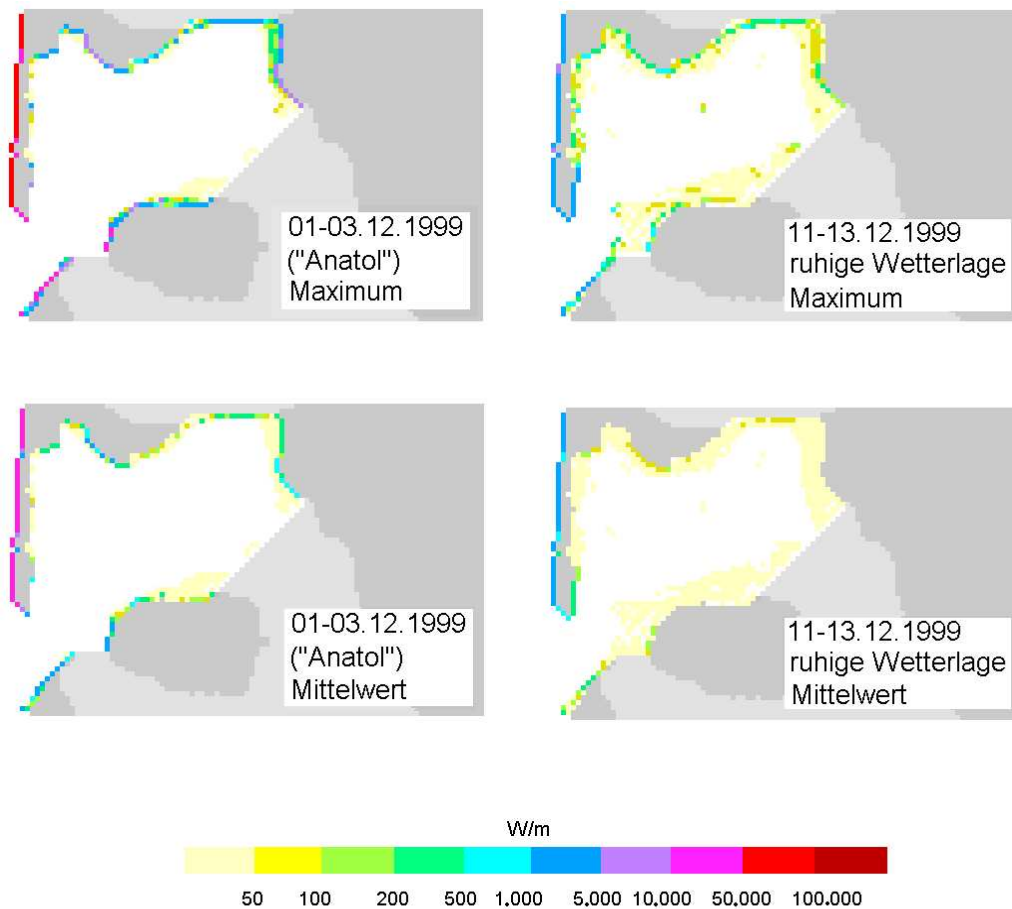 01-03.12.1999
("Anatol")
Maximum
11-13.12.1999
ruhige Wetterlage
Maximum
01-03.12.1999
("Anatol")
Mittelwert
11-13.12.1999
ruhige Wetterlage
Mittelwert
W/m
50 100 200 500 1.000 5.000 10.000 50.000 100.000